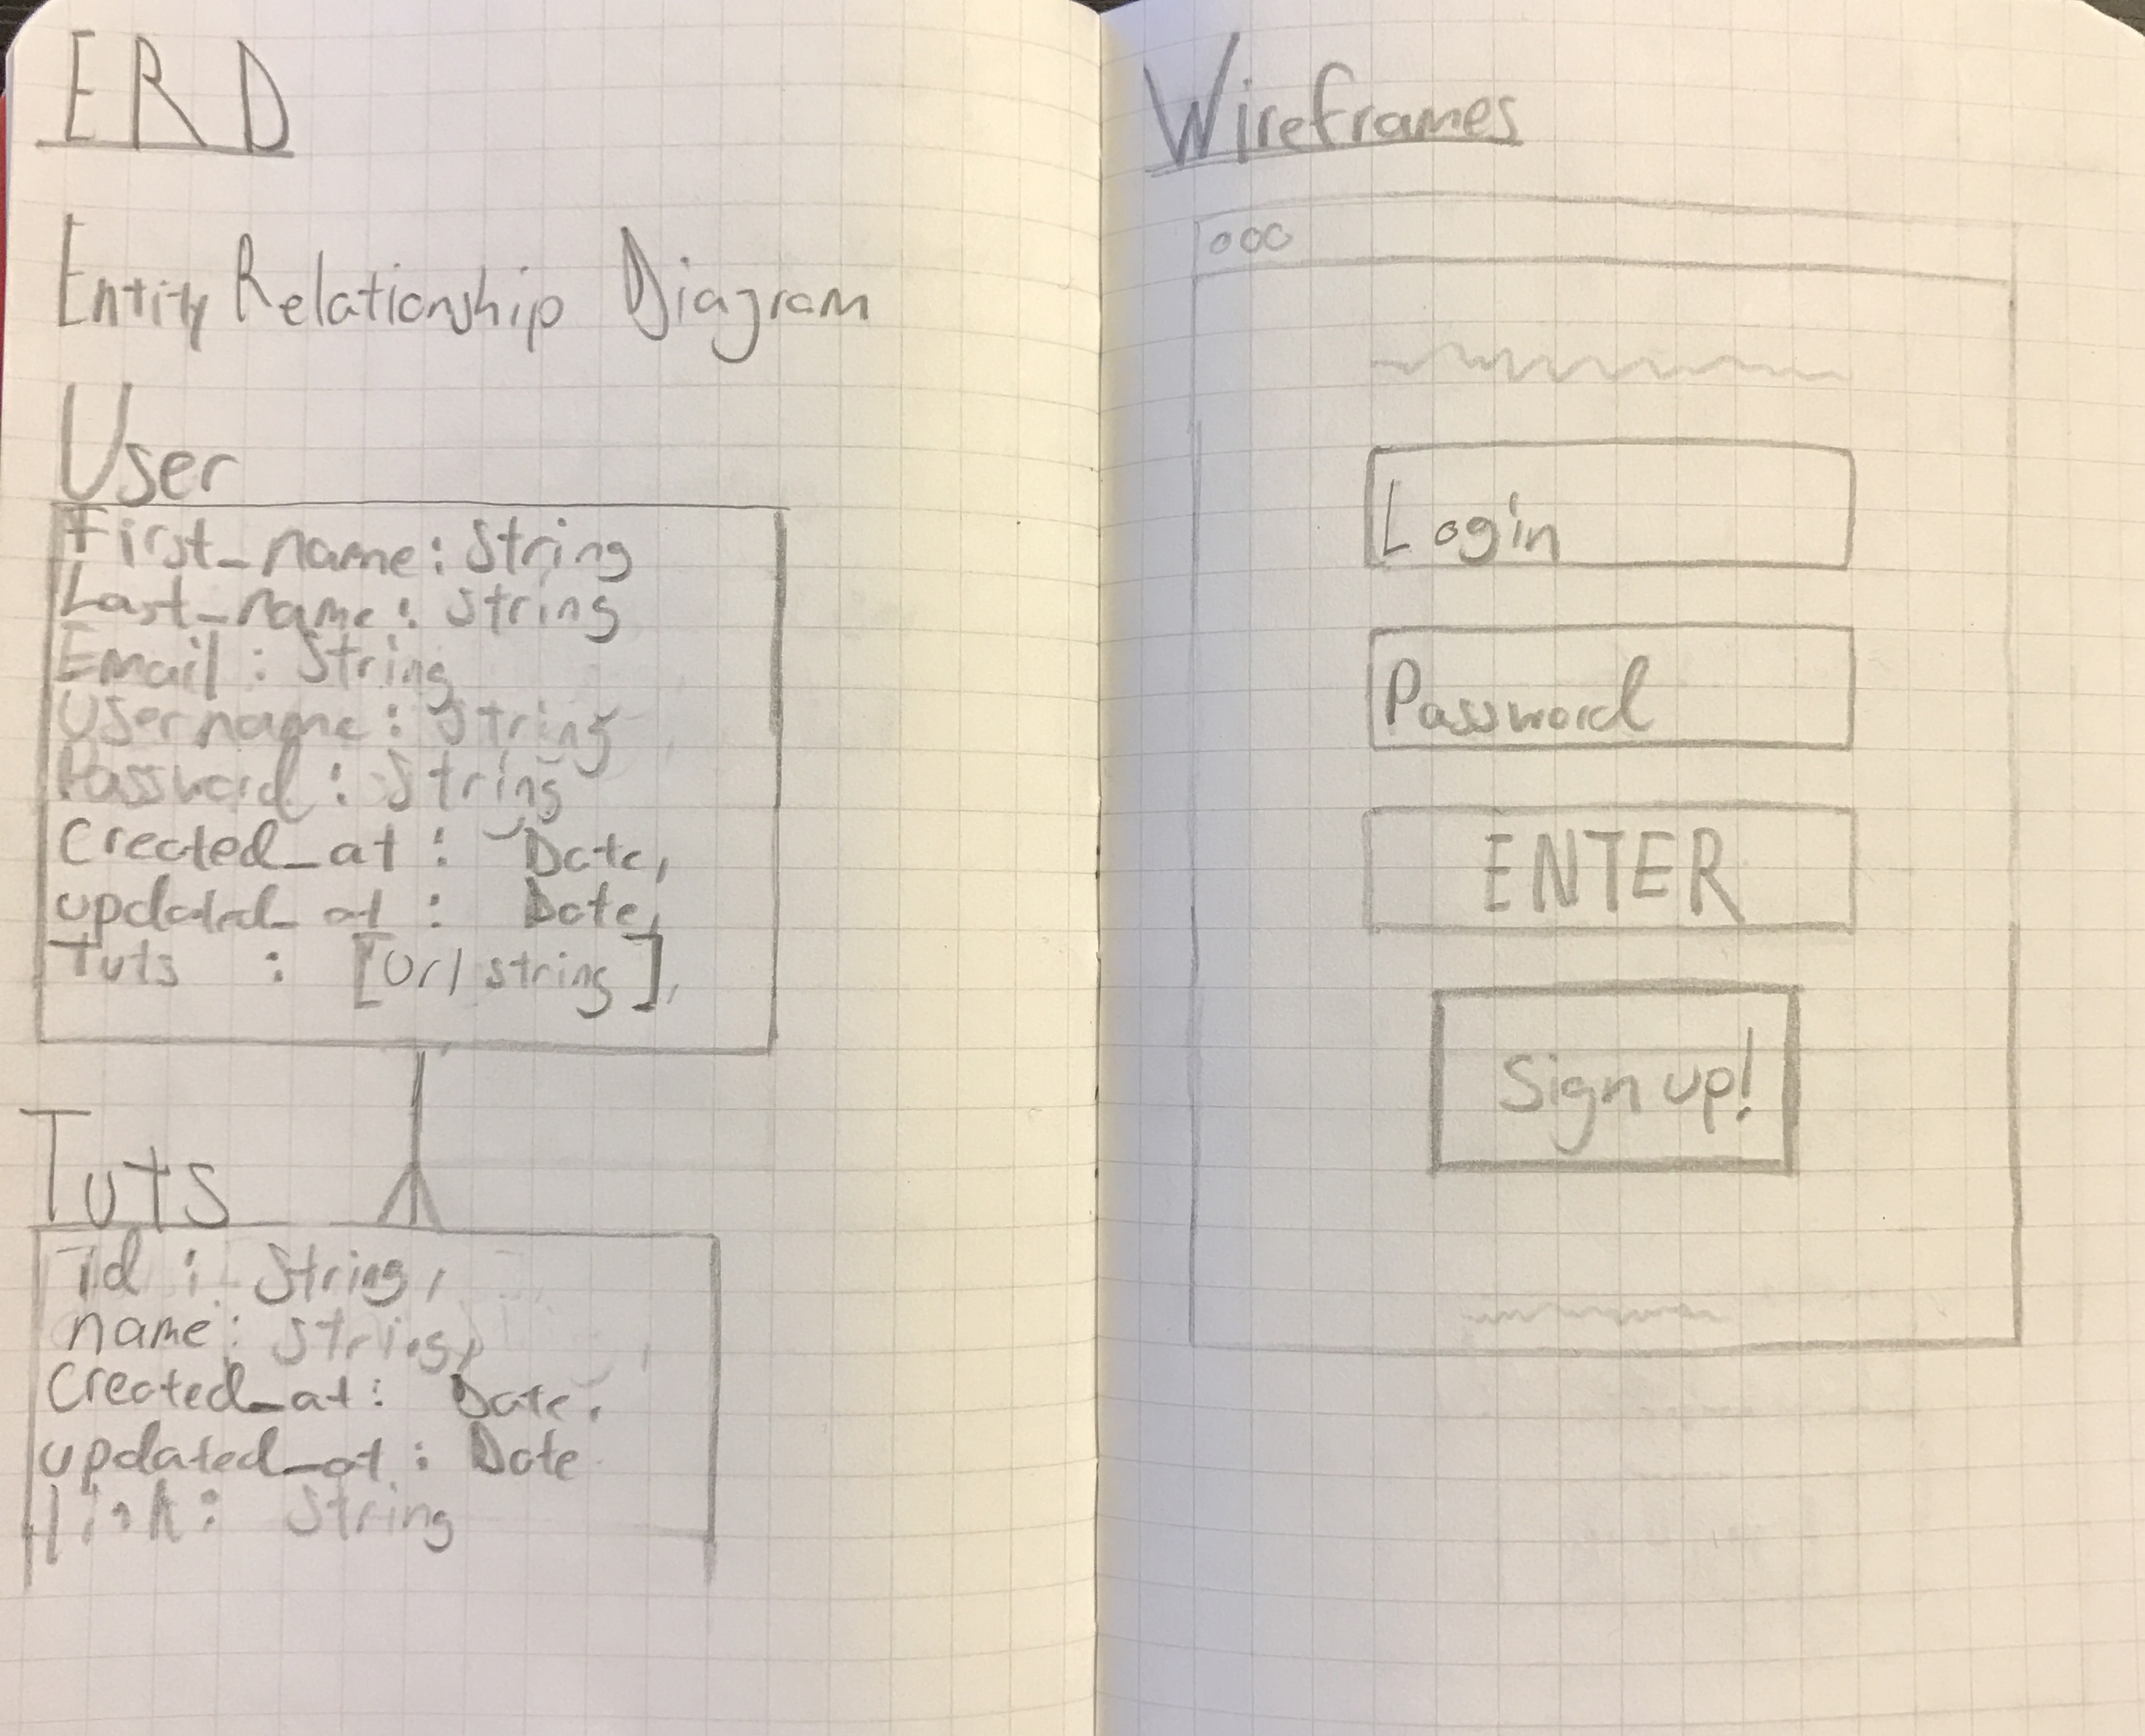 ERD
Entity Relationship Diagram
User
First_name: String
Last_name: String
Email: String
Username: String
Password: String
Created_at: Date,
updated_at: Date,
Tuts : [Url string],
Tuts
id: String,
name: String,
Created_at: Date,
updated_at: Date
link: String
Wireframes
Login
Password
ENTER
Sign up!